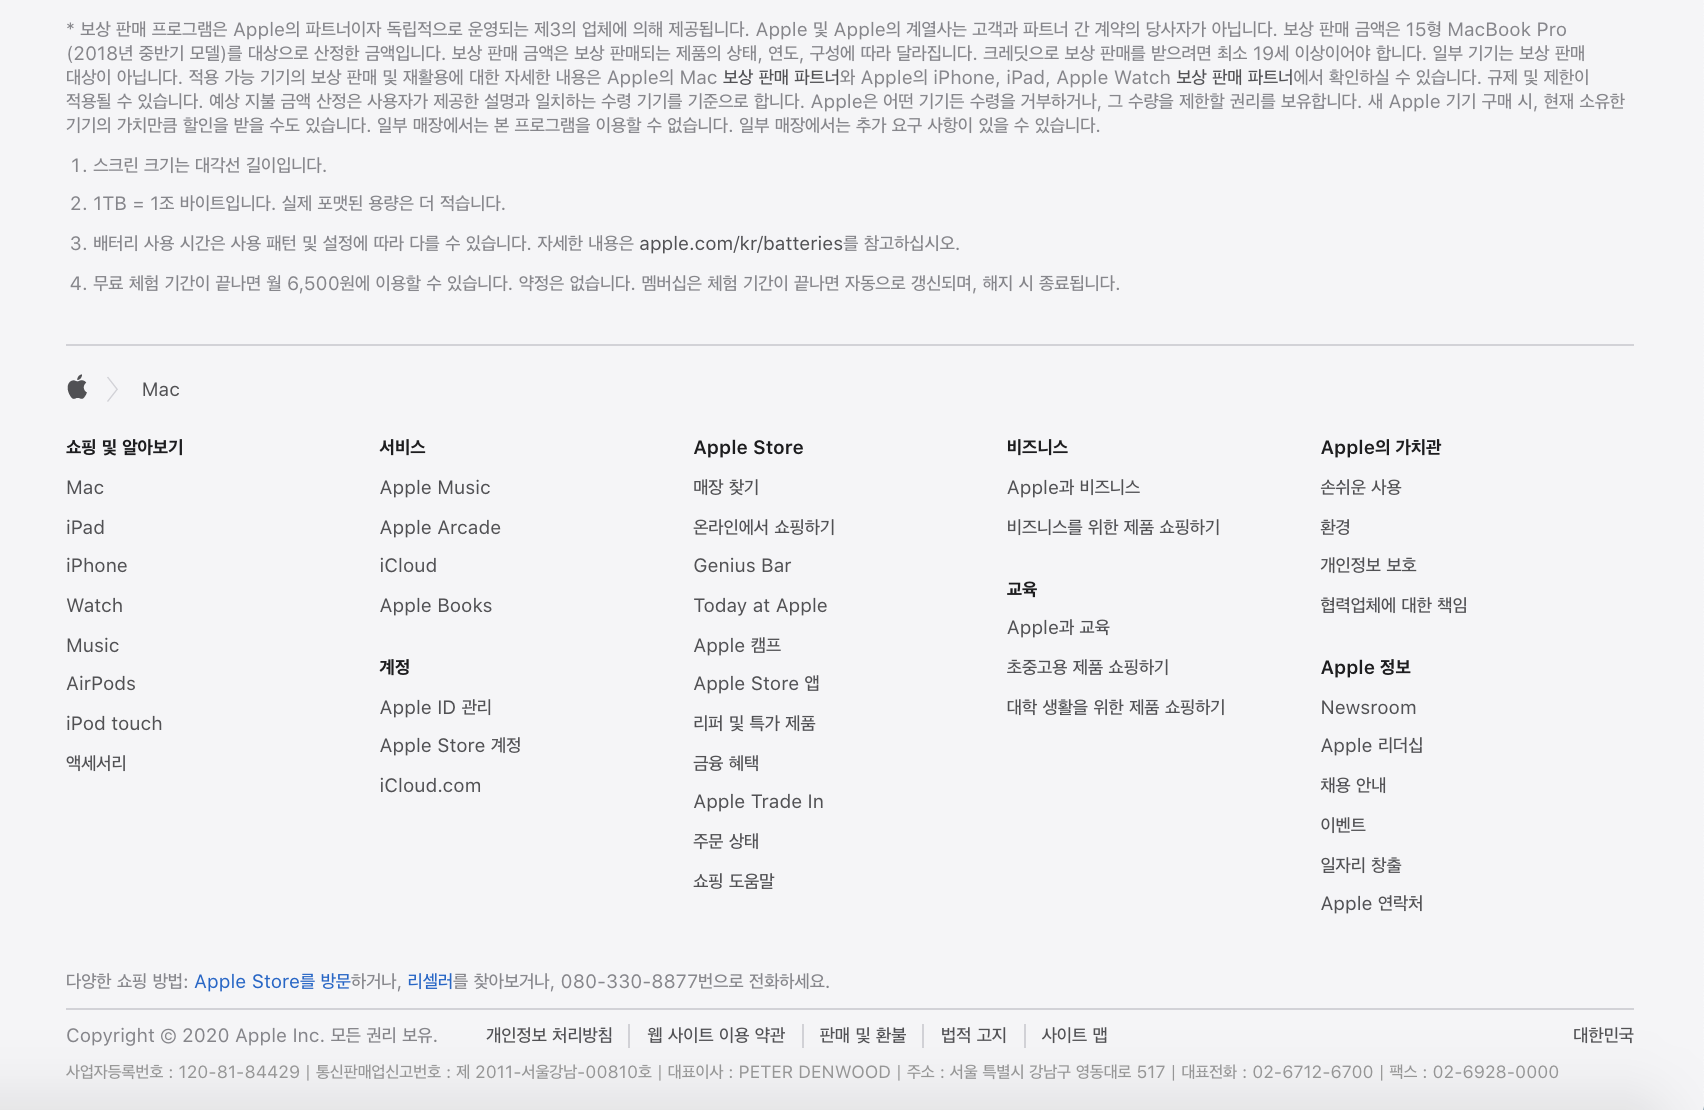 * 보상 판매 프로그램은 Apple의 파트너이자 독립적으로 운영되는 제3의 업체에 의해 제공됩니다. Apple 및 Apple의 계열사는 고객과 파트너 간 계약의 당사자가 아닙니다. 보상 판매 금액은 15형 MacBook Pro
(2018년 중반기 모델)를 대상으로 산정한 금액입니다. 보상 판매 금액은 보상 판매되는 제품의 상태, 연도, 구성에 따라 달라집니다. 크레딧으로 보상 판매를 받으려면 최소 19세 이상이어야 합니다. 일부 기기는 보상 판매
대상이 아닙니다. 적용 가능 기기의 보상 판매 및 재활용에 대한 자세한 내용은 Apple의 Mac 보상 판매 파트너와 Apple의 iPhone, iPad, Apple Watch 보상 판매 파트너에서 확인하실 수 있습니다. 규제 및 제한이
적용될 수 있습니다. 예상 지불 금액 산정은 사용자가 제공한 설명과 일치하는 수령 기기를 기준으로 합니다. Apple은 어떤 기기든 수령을 거부하거나, 그 수량을 제한할 권리를 보유합니다. 새 Apple 기기 구매 시, 현재 소유한
기기의 가치만큼 할인을 받을 수도 있습니다. 일부 매장에서는 본 프로그램을 이용할 수 없습니다. 일부 매장에서는 추가 요구 사항이 있을 수 있습니다.
1. 스크린 크기는 대각선 길이입니다.
2. 1TB = 1조 바이트입니다. 실제 포맷된 용량은 더 적습니다.
3. 배터리 사용 시간은 사용 패턴 및 설정에 따라 다를 수 있습니다. 자세한 내용은 apple.com/kr/batteries를 참고하십시오.
4. 무료 체험 기간이 끝나면 월 6,500원에 이용할 수 있습니다. 약정은 없습니다. 멤버십은 체험 기간이 끝나면 자동으로 갱신되며, 해지 시 종료됩니다.
Mac
쇼핑 및 알아보기
Mac
iPad
iPhone
Watch
Music
AirPods
iPod touch
액세서리
서비스
Apple Music
Apple Arcade
iCloud
Apple Books
계정
Apple ID 관리
Apple Store 계정
iCloud.com
Apple Store
매장 찾기
온라인에서 쇼핑하기
Genius Bar
Today at Apple
Apple 캠프
Apple Store 앱
리퍼 및 특가 제품
금융 혜택
Apple Trade In
주문 상태
쇼핑 도움말
비즈니스
Apple과 비즈니스
비즈니스를 위한 제품 쇼핑하기
교육
Apple과 교육
초중고용 제품 쇼핑하기
대학 생활을 위한 제품 쇼핑하기
Apple의 가치관
손쉬운 사용
환경
개인정보 보호
협력업체에 대한 책임
Apple 정보
Newsroom
Apple 리더십
채용 안내
이벤트
일자리 창출
Apple 연락처
다양한 쇼핑 방법: Apple Store를 방문하거나, 리셀러를 찾아보거나, 080-330-8877번으로 전화하세요.
Copyright © 2020 Apple Inc. 모든 권리 보유. 개인정보 처리방침 | 웹 사이트 이용 약관 | 판매 및 환불 | 법적 고지 | 사이트 맵 대한민국
사업자등록번호 : 120-81-84429 | 통신판매업신고번호 : 제 2011-서울강남-00810호 | 대표이사 : PETER DENWOOD | 주소 : 서울 특별시 강남구 영동대로 517 | 대표전화 : 02-6712-6700 | 팩스 : 02-6928-0000